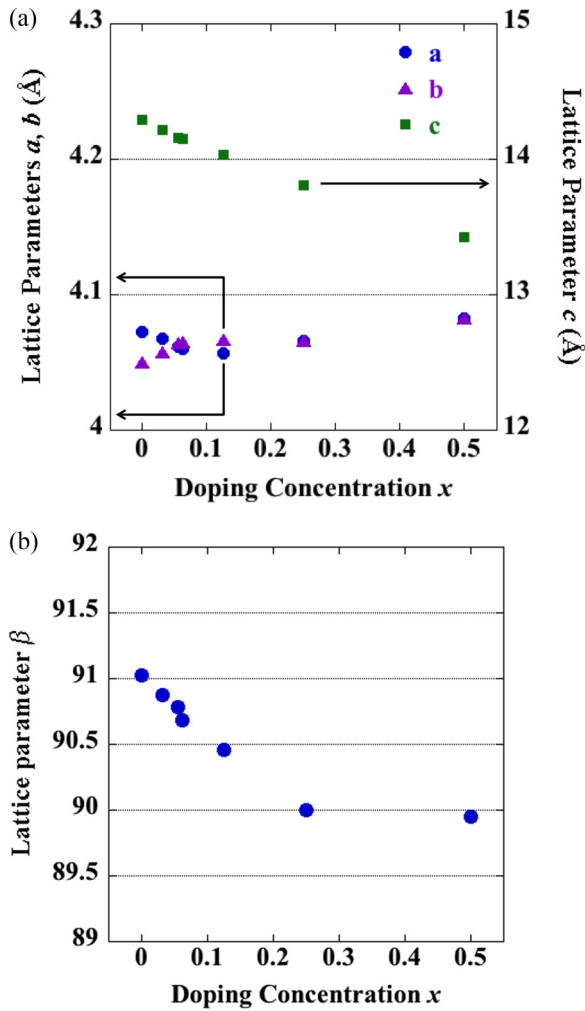 (a)
Lattice Parameters a, b (Å)
4.3
4.2
4.1
4
15
14
13
12
Lattice Parameter c (Å)
a
b
c
0 0.1 0.2 0.3 0.4 0.5
Doping Concentration x
(b)
Lattice parameter β
92
91.5
91
90.5
90
89.5
89
0 0.1 0.2 0.3 0.4 0.5
Doping Concentration x